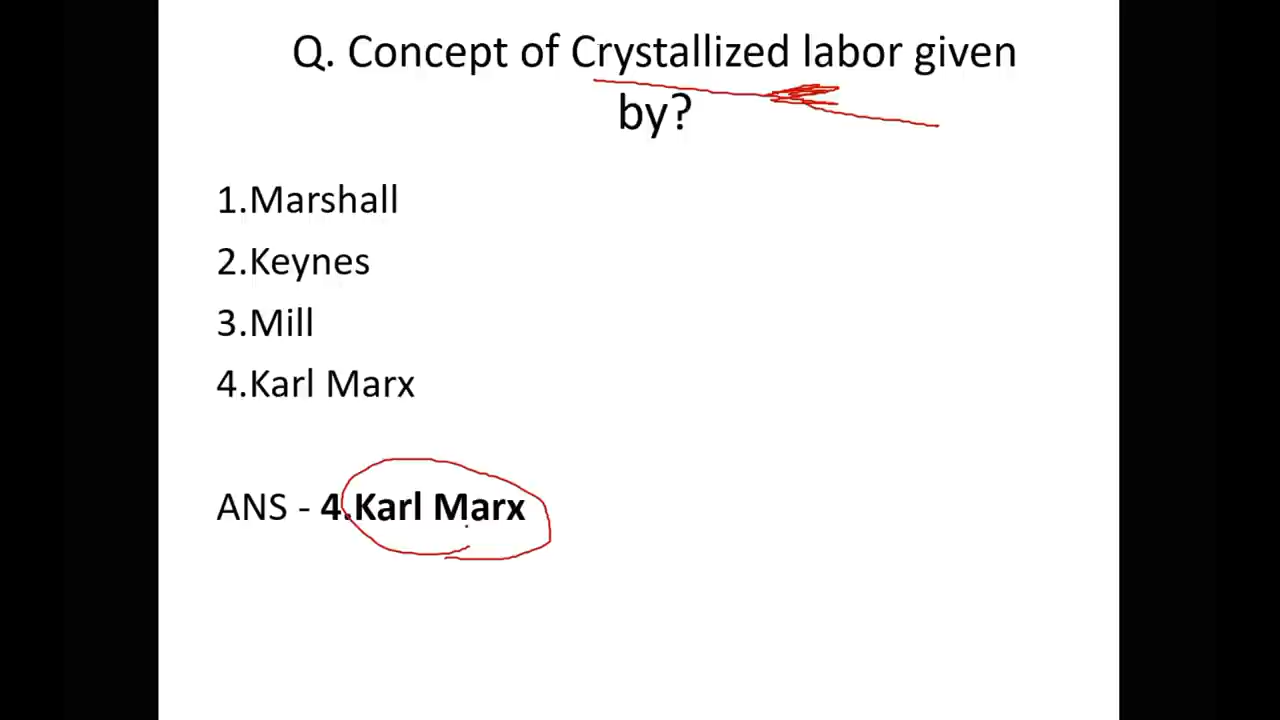 Q. Concept of Crystallized labor given
by?
1.Marshall
2.Keynes
3.Mill
4.Karl Marx
ANS - 4.Karl Marx